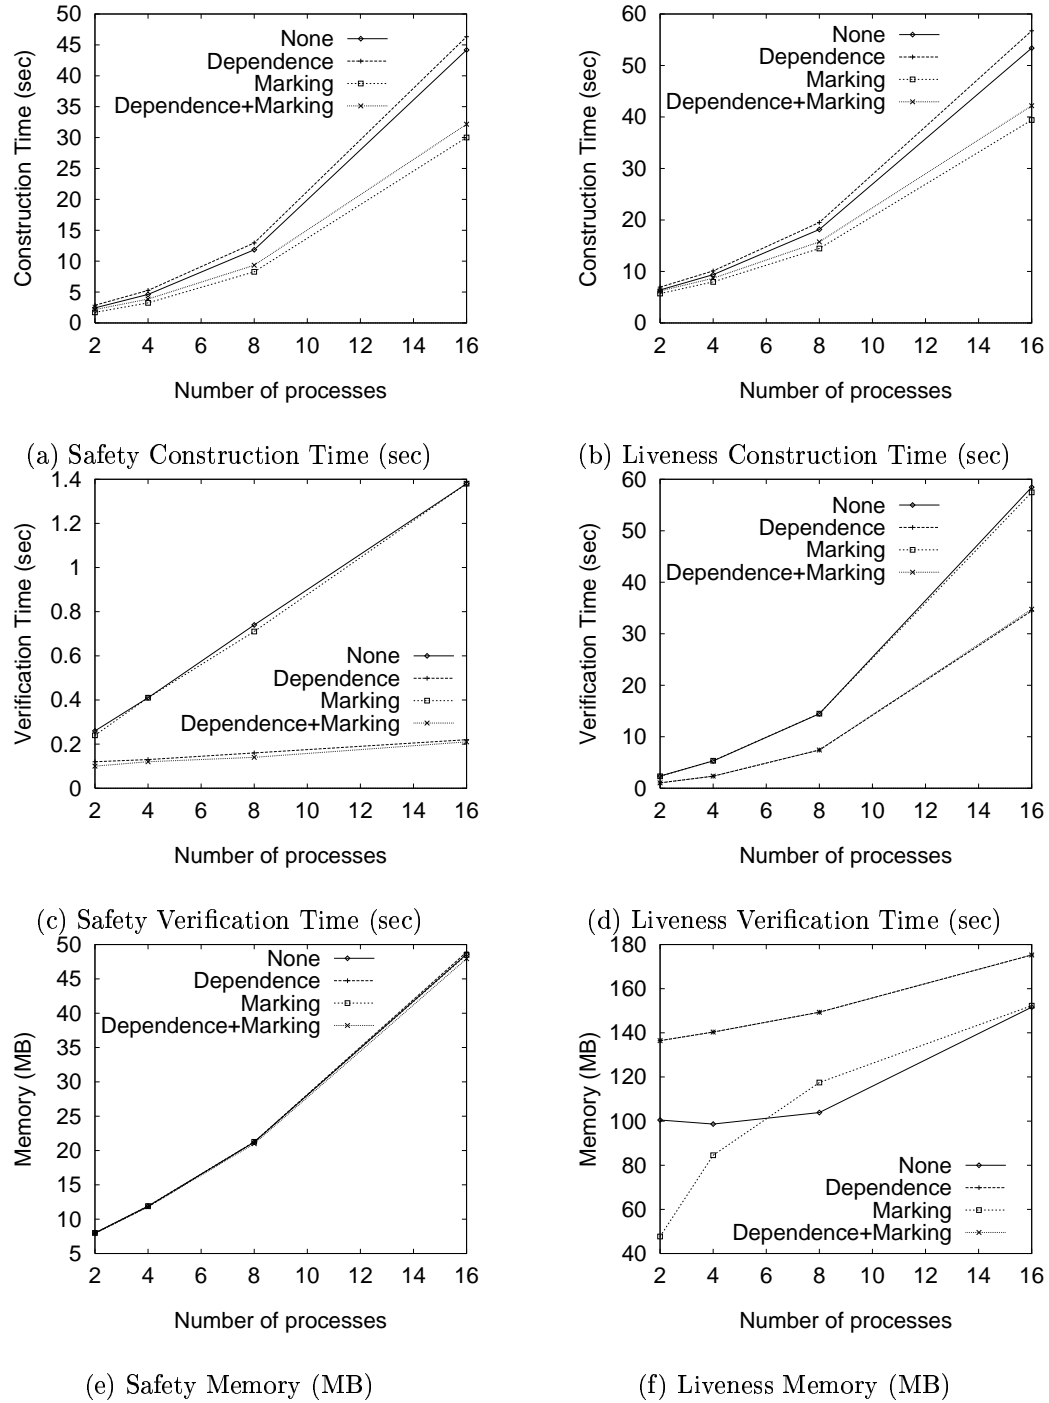 50
45
40
35
30
25
20
15
10
5
0
Construction Time (sec)
None
Dependence
Marking
Dependence+Marking
2 4 6 8 10 12 14 16
Number of processes
(a) Safety Construction Time (sec)
60
50
40
30
20
10
0
Construction Time (sec)
None
Dependence
Marking
Dependence+Marking
2 4 6 8 10 12 14 16
Number of processes
(b) Liveness Construction Time (sec)
1.4
1.2
1
0.8
0.6
0.4
0.2
0
Verification Time (sec)
None
Dependence
Marking
Dependence+Marking
2 4 6 8 10 12 14 16
Number of processes
(c) Safety Verification Time (sec)
60
50
40
30
20
10
0
Verification Time (sec)
None
Dependence
Marking
Dependence+Marking
2 4 6 8 10 12 14 16
Number of processes
(d) Liveness Verification Time (sec)
50
45
40
35
30
25
20
15
10
5
Memory (MB)
None
Dependence
Marking
Dependence+Marking
2 4 6 8 10 12 14 16
Number of processes
(e) Safety Memory (MB)
180
160
140
120
100
80
60
40
Memory (MB)
None
Dependence
Marking
Dependence+Marking
2 4 6 8 10 12 14 16
Number of processes
(f) Liveness Memory (MB)